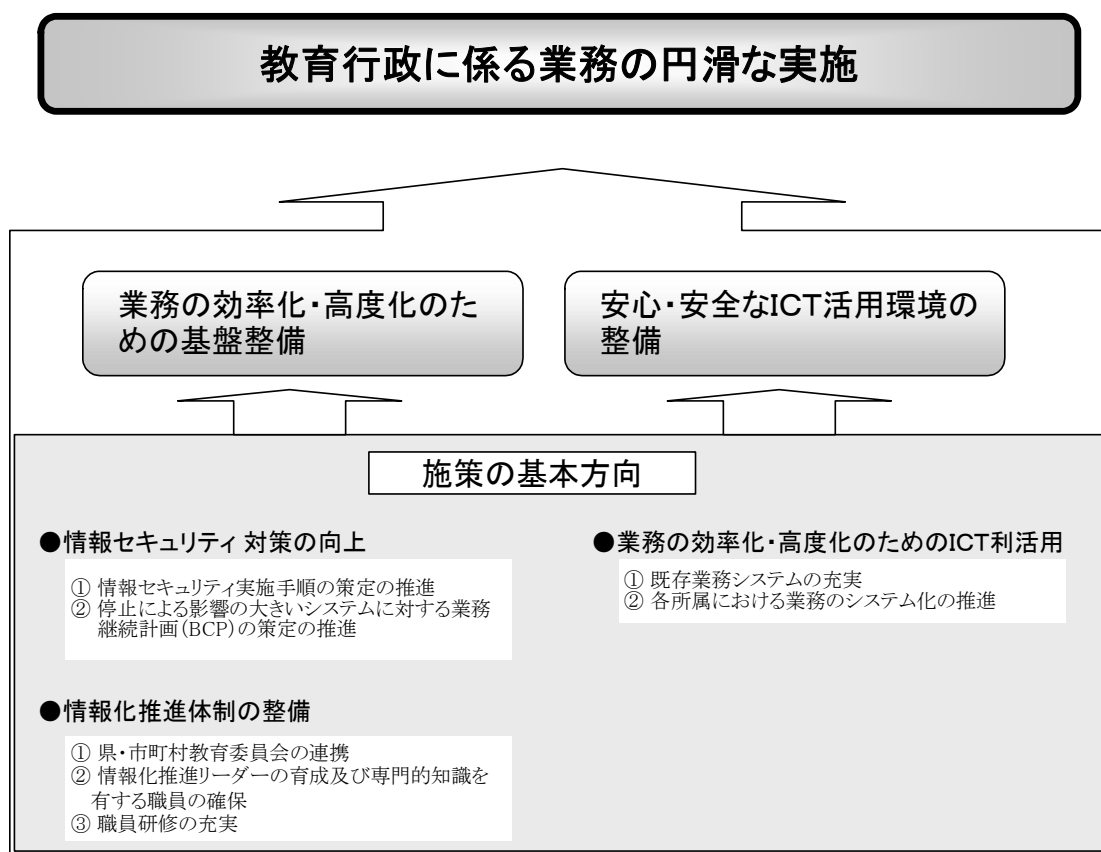 教育行政に係る業務の円滑な実施
業務の効率化・高度化のた
めの基盤整備
安心・安全なICT活用環境の
整備
施策の基本方向
●情報セキュリティ 対策の向上
① 情報セキュリティ実施手順の策定の推進
② 停止による影響の大きいシステムに対する業務
継続計画(BCP)の策定の推進
●情報化推進体制の整備
① 県・市町村教育委員会の連携
② 情報化推進リーダーの育成及び専門的知識を
有する職員の確保
③ 職員研修の充実
●業務の効率化・高度化のためのICT利活用
① 既存業務システムの充実
② 各所属における業務のシステム化の推進